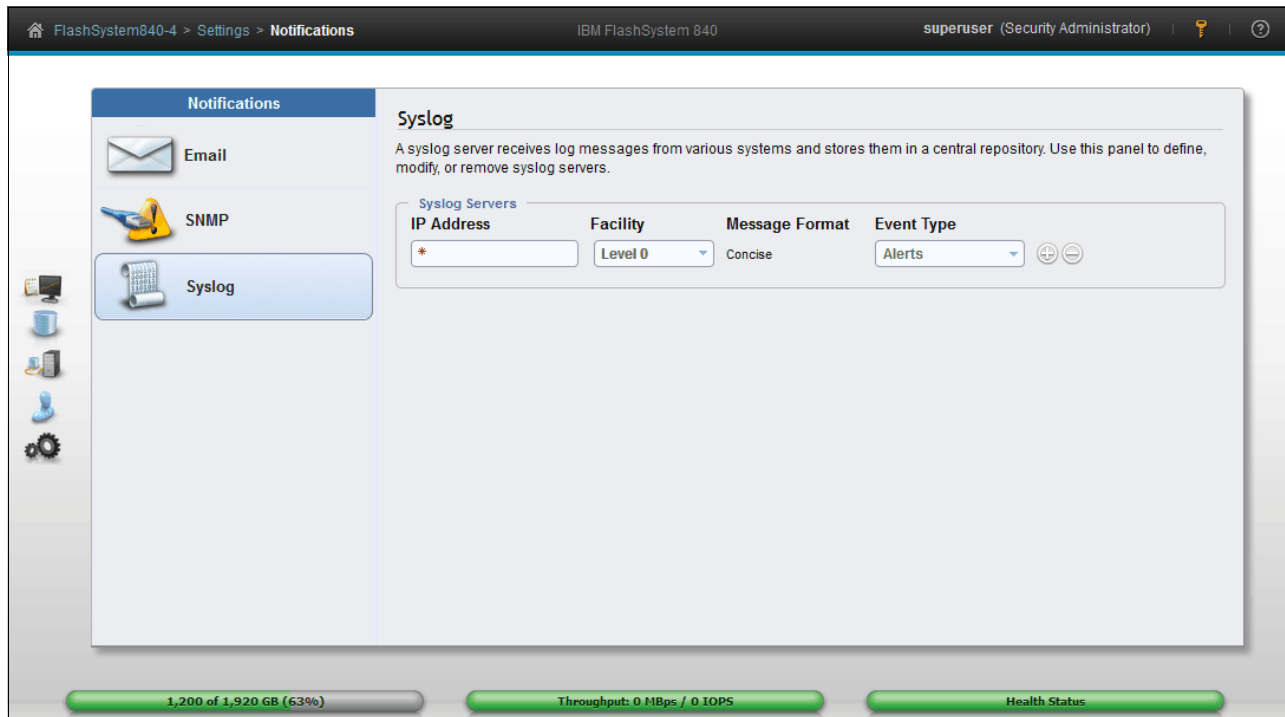 FlashSystem840-4 > Settings > Notifications
IBM FlashSystem 840
superuser (Security Administrator)
?
Notifications
Email
SNMP
Syslog
Syslog
A syslog server receives log messages from various systems and stores them in a central repository. Use this panel to define,
modify, or remove syslog servers.
Syslog Servers
IP Address Facility Message Format Event Type
* Level 0 Concise Alerts
1,200 of 1,920 GB (63%)
Throughput: 0 MBps / 0 IOPS
Health Status